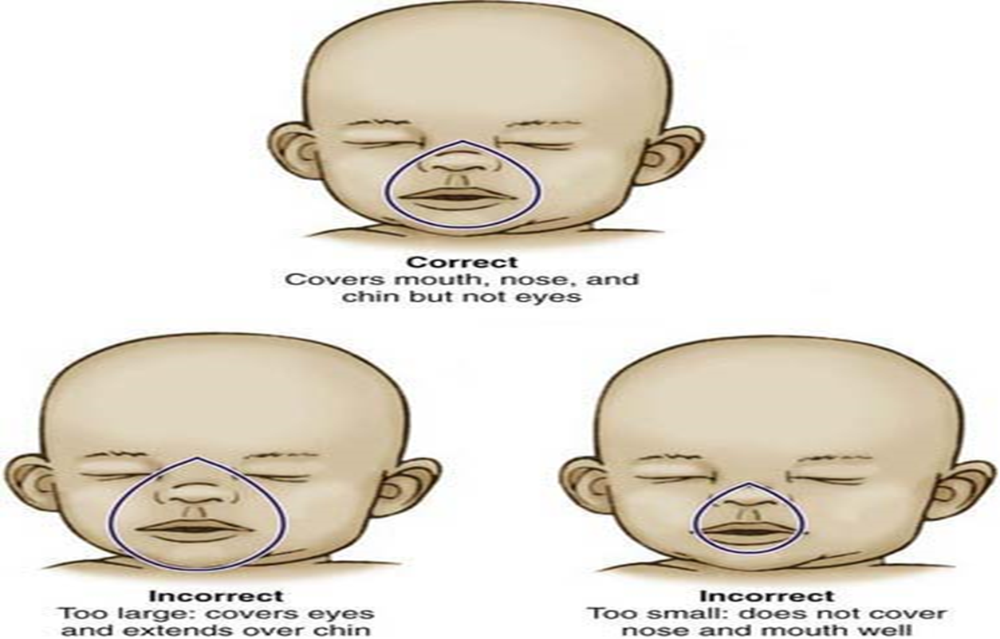 Correct
Covers mouth, nose, and
chin but not eyes
Incorrect
Too large: covers eyes
and extends over chin
Incorrect
Too small: does not cover
nose and mouth well